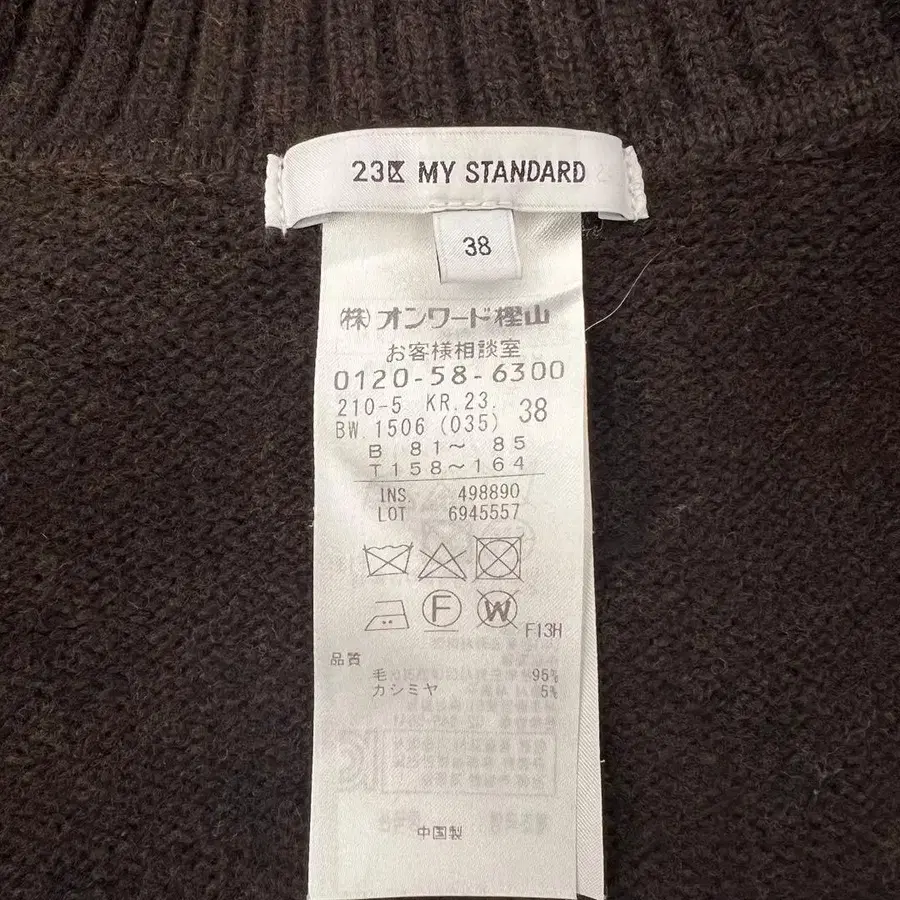 23区 MY STANDARD
38
(株)オンワード樫山
お客様相談室
0120-58-6300
210-5 KR.23. 38
BW 1506 (035)
B 81～ 85
T158～164
INS. 498890
LOT 6945557
F
W
F13H
品質
毛 95%
カシミヤ 5%
中国製